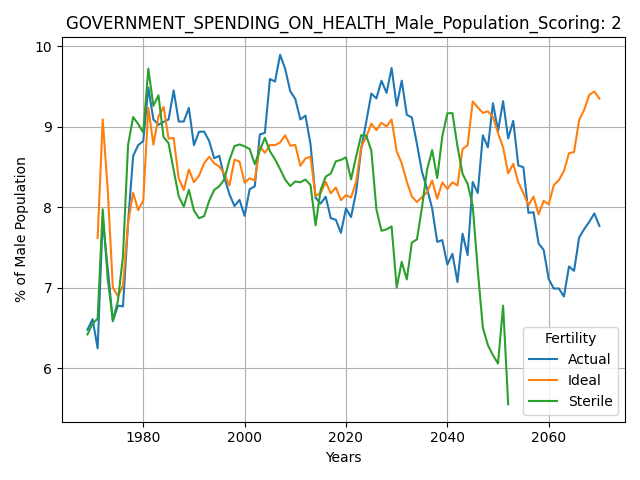 GOVERNMENT_SPENDING_ON_HEALTH_Male_Population_Scoring: 2
% of Male Population
10
9
8
7
6
1980
2000
2020
2040
2060
Years
Fertility
Actual
Ideal
Sterile